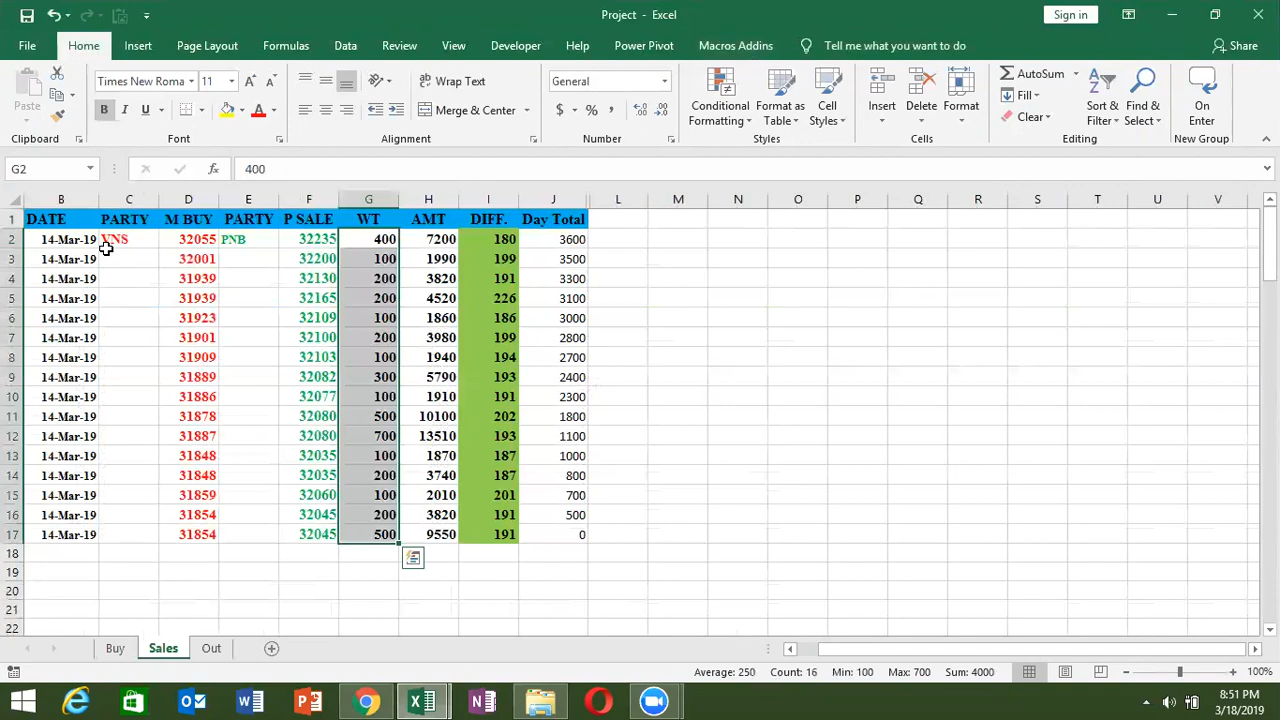 Project - Excel
Sign in
File Home Insert Page Layout Formulas Data Review View Developer Help Power Pivot Macros Addins Tell me what you want to do Share
Paste
Clipboard
Times New Roma 11
B I U
Font
Wrap Text
Merge & Center
Alignment
General
$ % ,
Number
Conditional Formatting
Format as Table
Cell Styles
Styles
Insert Delete Format
Cells
AutoSum
Fill
Clear
Sort & Filter
Find & Select
Editing
On Enter
New Group
G2 fx 400
B C D E F G H I J L M N O P Q R S T U V
1 DATE PARTY M BUY PARTY P SALE WT AMT DIFF. Day Total
2 14-Mar-19 VNS 32055 PNB 32235 400 7200 180 3600
3 14-Mar-19 32001 32200 100 1990 199 3500
4 14-Mar-19 31939 32130 200 3820 191 3300
5 14-Mar-19 31939 32165 200 4520 226 3100
6 14-Mar-19 31923 32109 100 1860 186 3000
7 14-Mar-19 31901 32100 200 3980 199 2800
8 14-Mar-19 31909 32103 100 1940 194 2700
9 14-Mar-19 31889 32082 300 5790 193 2400
10 14-Mar-19 31886 32077 100 1910 191 2300
11 14-Mar-19 31878 32080 500 10100 202 1800
12 14-Mar-19 31887 32080 700 13510 193 1100
13 14-Mar-19 31848 32035 100 1870 187 1000
14 14-Mar-19 31848 32035 200 3740 187 800
15 14-Mar-19 31859 32060 100 2010 201 700
16 14-Mar-19 31854 32045 200 3820 191 500
17 14-Mar-19 31854 32045 500 9550 191 0
18
19
20
21
22
Buy Sales Out
Average: 250 Count: 16 Min: 100 Max: 700 Sum: 4000 100%
8:51 PM
3/18/2019